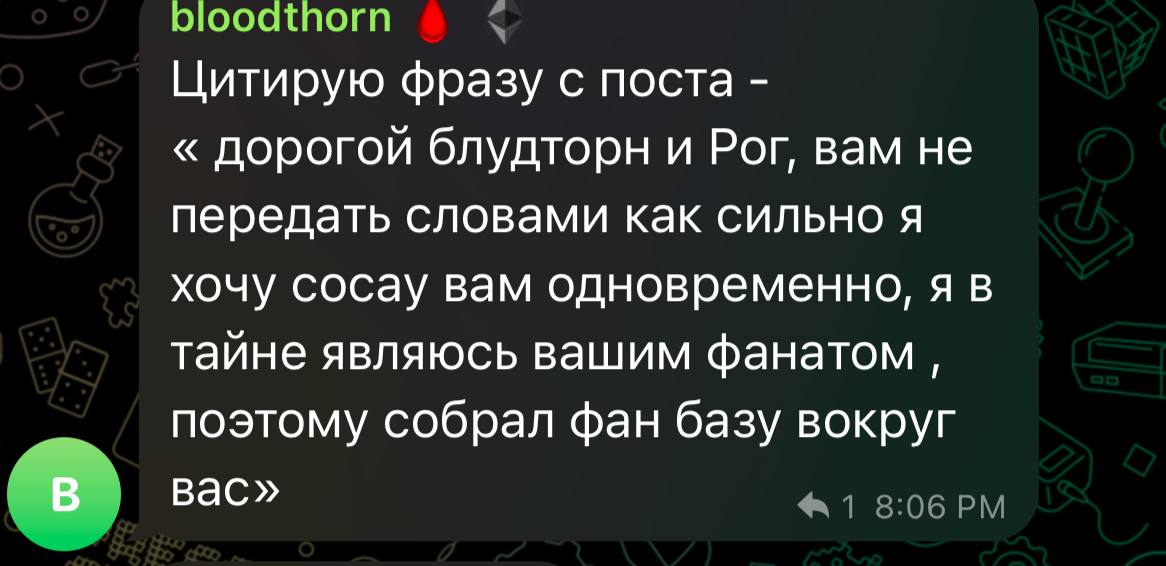 bloodthorn
Цитирую фразу с поста -
« дорогой блудторн и Рог, вам не
передать словами как сильно я
хочу сосау вам одновременно, я в
тайне являюсь вашим фанатом ,
поэтому собрал фан базу вокруг
вас»
1 8:06 PM
B